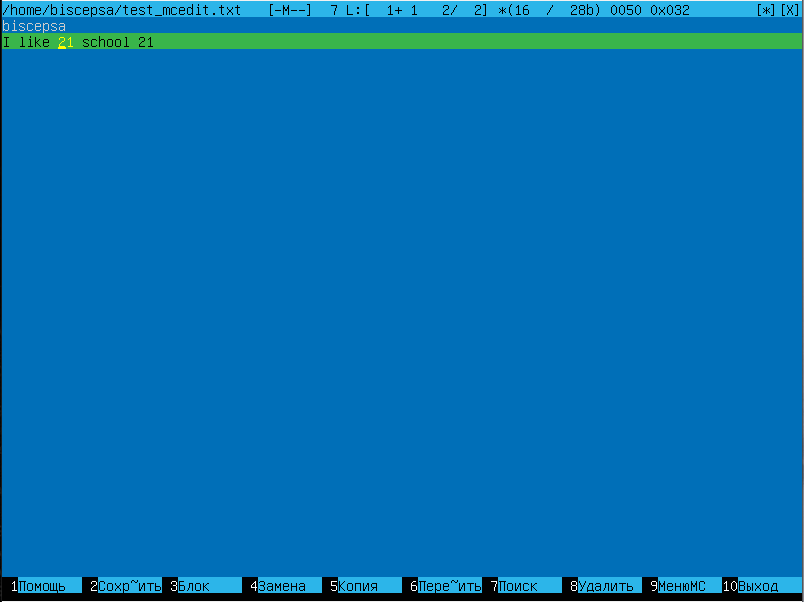 /home/biscepsa/test_mcedit.txt [-M--] 7 L:[ 1+ 1 2/ 2] *(16 / 28b) 0050 0x032 [*][X]
biscepsa
I like 21 school 21
1Помощь 2Сохр~ить 3Блок 4Замена 5Копия 6Пере~ить 7Поиск 8Удалить 9МенюMC 10Выход